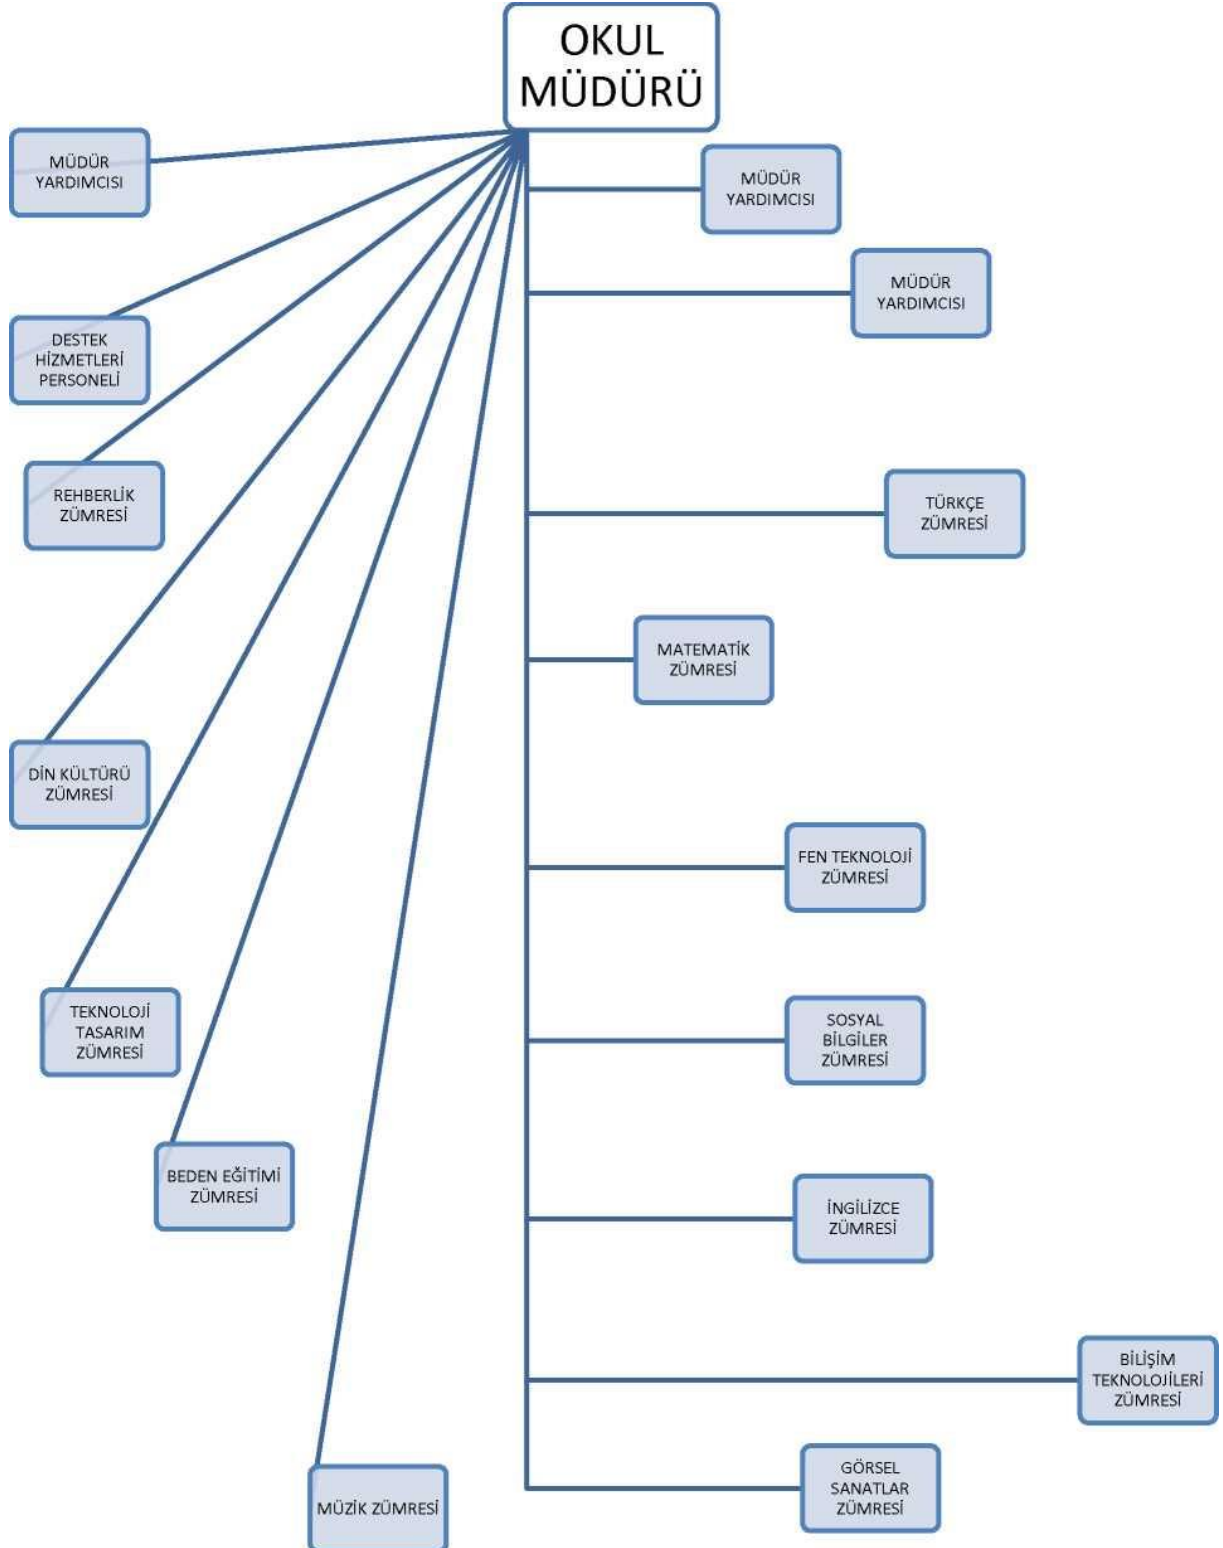 OKUL
MÜDÜRÜ
MÜDÜR
YARDIMCISI
MÜDÜR
YARDIMCISI
MÜDÜR
YARDIMCISI
DESTEK
HİZMETLERİ
PERSONELİ
REHBERLİK
ZÜMRESİ
TÜRKÇE
ZÜMRESİ
MATEMATİK
ZÜMRESİ
DİN KÜLTÜRÜ
ZÜMRESİ
FEN TEKNOLOJİ
ZÜMRESİ
TEKNOLOJİ
TASARIM
ZÜMRESİ
SOSYAL
BİLGİLER
ZÜMRESİ
BEDEN EĞİTİMİ
ZÜMRESİ
İNGİLİZCE
ZÜMRESİ
BİLİŞİM
TEKNOLOJİLERİ
ZÜMRESİ
GÖRSEL
SANATLAR
ZÜMRESİ
MÜZİK ZÜMRESİ